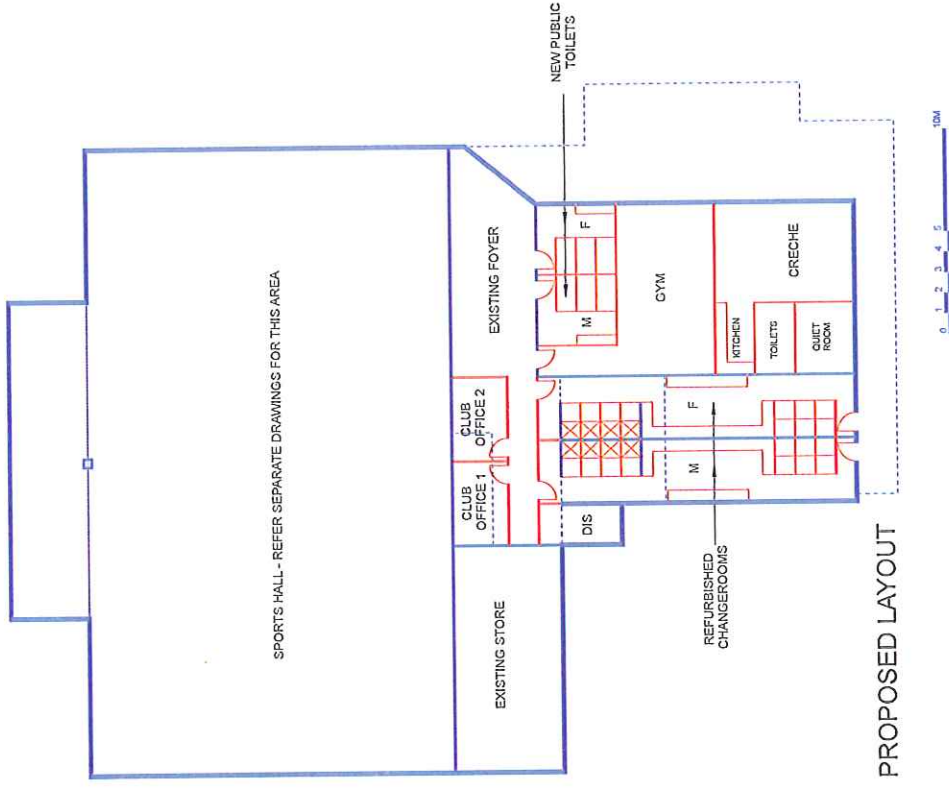 NEW PUBLIC
TOILETS
SPORTS HALL - REFER SEPARATE DRAWINGS FOR THIS AREA
EXISTING FOYER
F
M
GYM
CRECHE
KITCHEN
TOILETS
QUIET
ROOM
CLUB
OFFICE 2
CLUB
OFFICE 1
F
M
DIS
EXISTING STORE
REFURBISHED
CHANGEROOMS
PROPOSED LAYOUT
0 1 2 3 4 5 10M